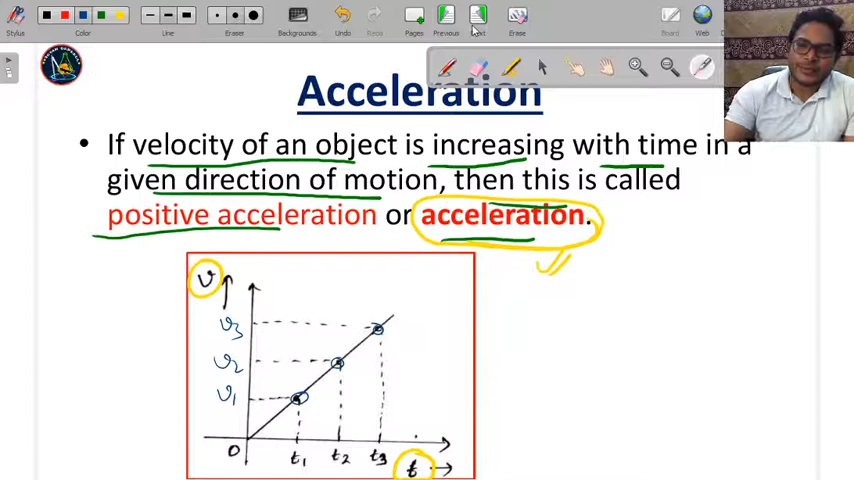 Stylus Color Eraser Backgrounds Undo Redo Pages Previous Next Erase Board Web
Acceleration
• If velocity of an object is increasing with time in a
given direction of motion, then this is called
positive acceleration or acceleration.
v
v3
v2
v1
O t1 t2 t3 t